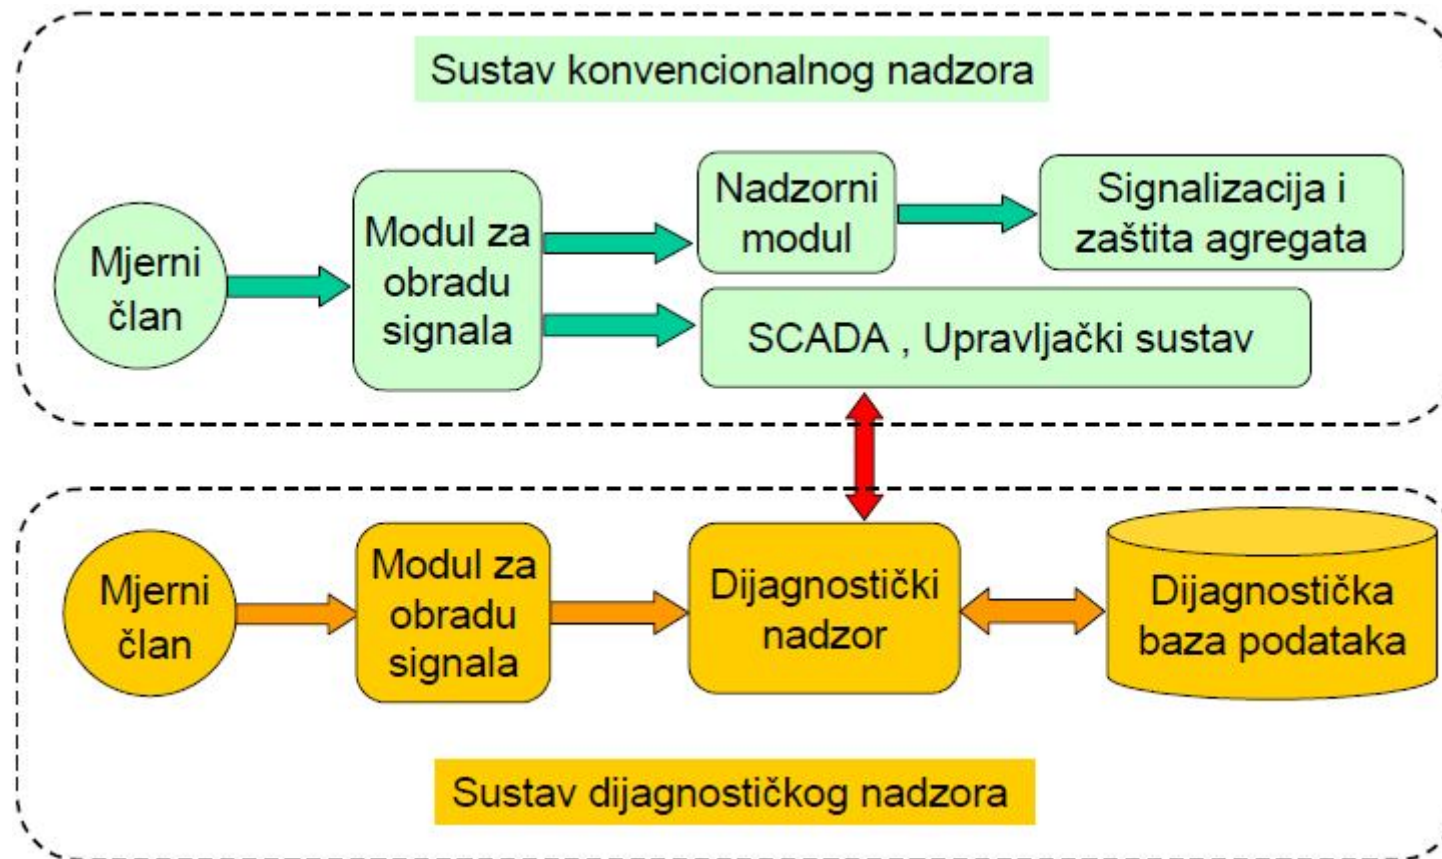 Sustav konvencionalnog nadzora
Mjerni
član
Modul za
obradu
signala
Nadzorni
modul
Signalizacija i
zaštita agregata
SCADA , Upravljački sustav
Mjerni
član
Modul za
obradu
signala
Dijagnostički
nadzor
Dijagnostička
baza podataka
Sustav dijagnostičkog nadzora